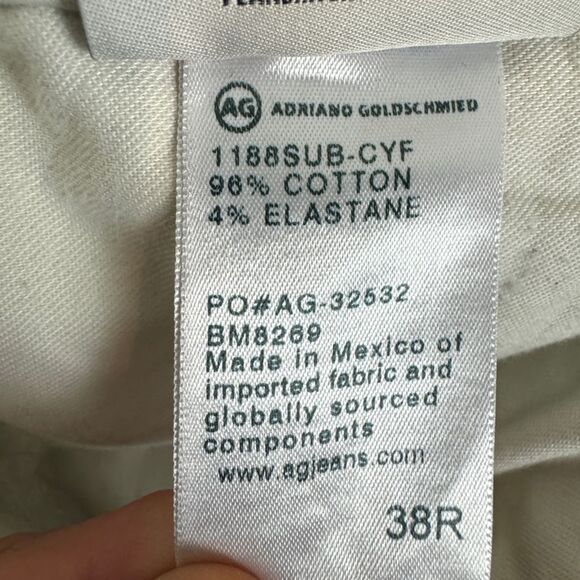 AG ADRIANO GOLDSCHMIED
1188SUB-CYF
96% COTTON
4% ELASTANE
PO#AG-32532
BM8269
Made in Mexico of
imported fabric and
globally sourced
components
www.agjeans.com
38R